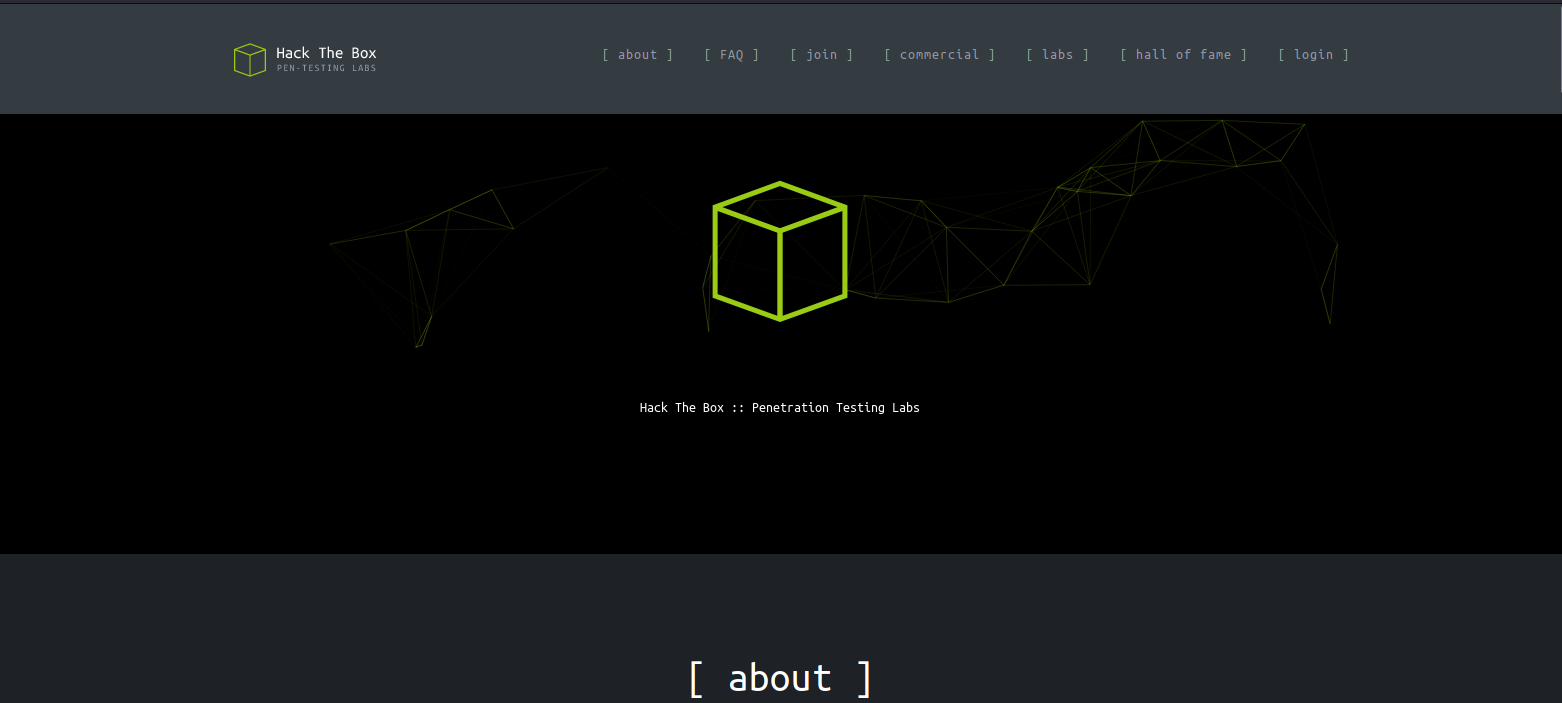 Hack The Box
PEN-TESTING LABS
[ about ] [ FAQ ] [ join ] [ commercial ] [ labs ] [ hall of fame ] [ login ]
Hack The Box :: Penetration Testing Labs
[ about ]